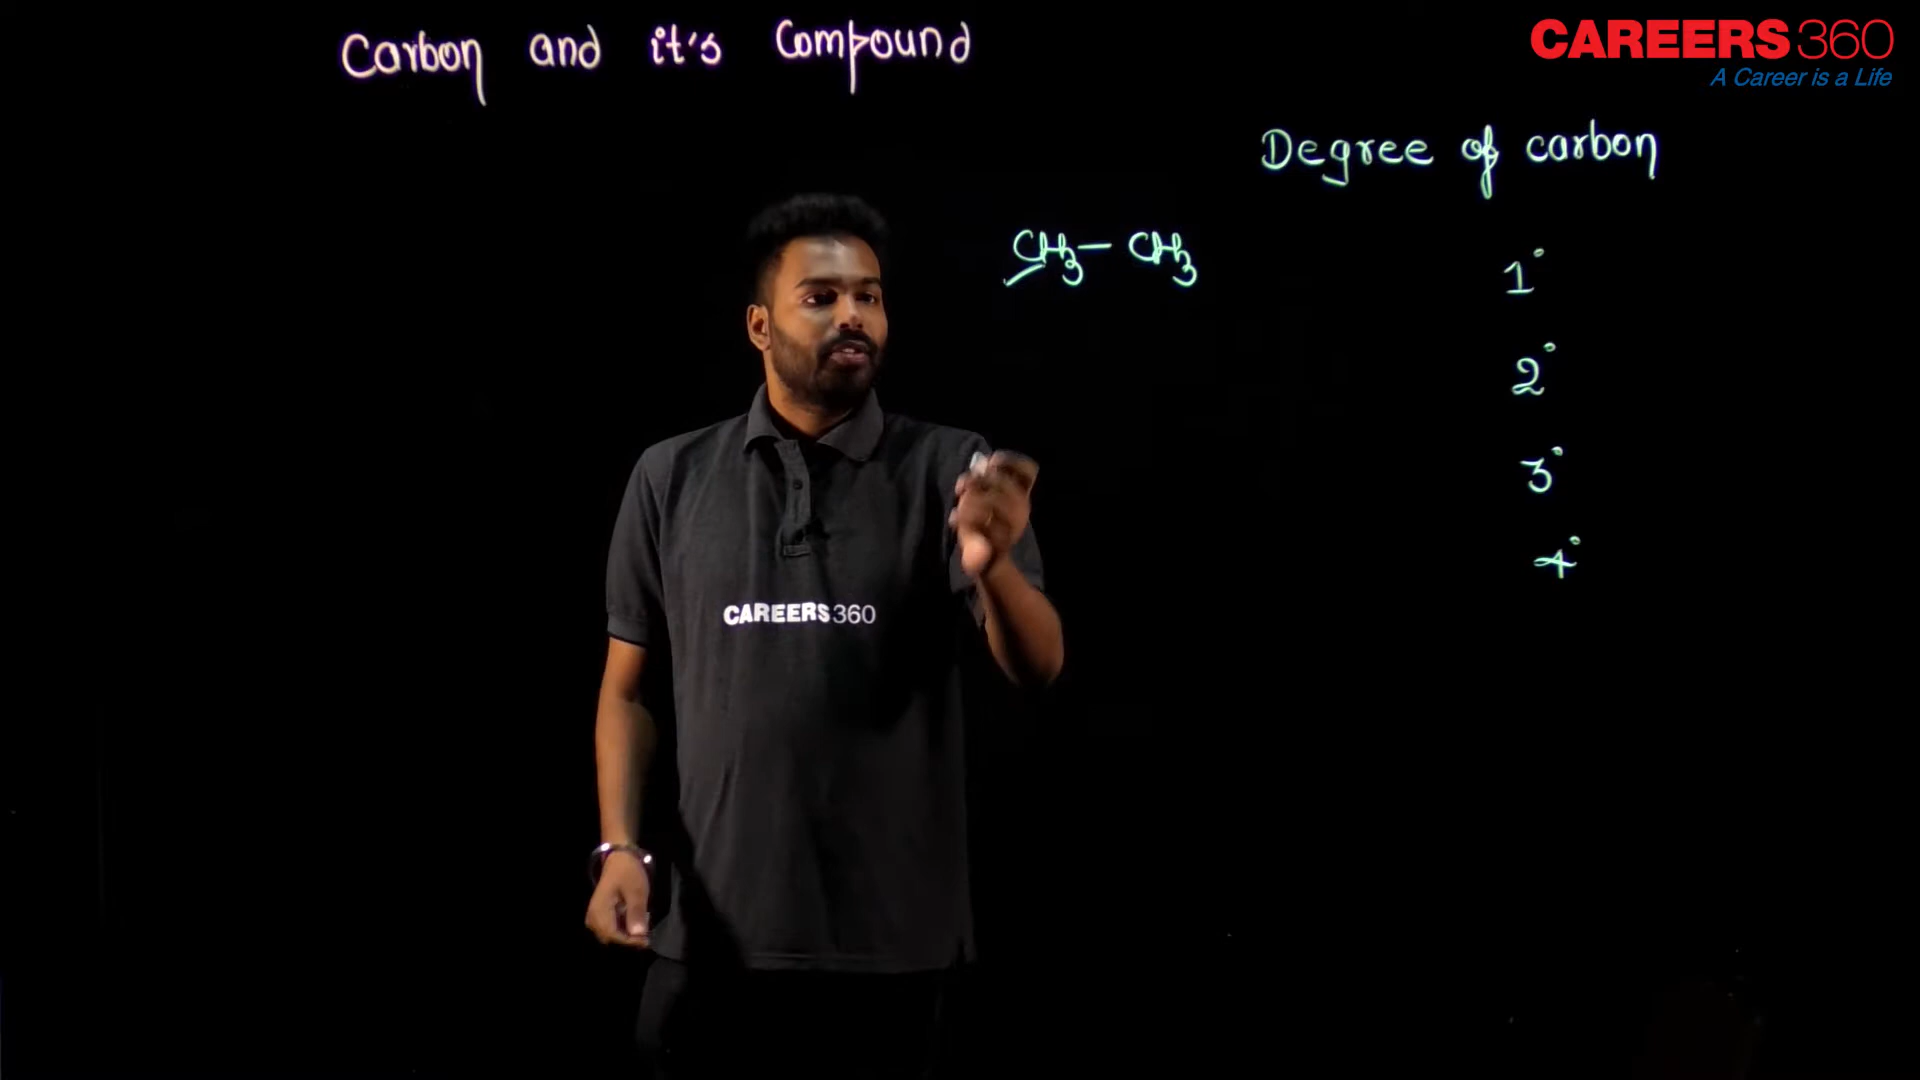 Carbon and it's Compound
CAREERS360
A Career is a Life
Degree of carbon
CH3 — CH3
1°
2°
3°
4°
CAREERS360